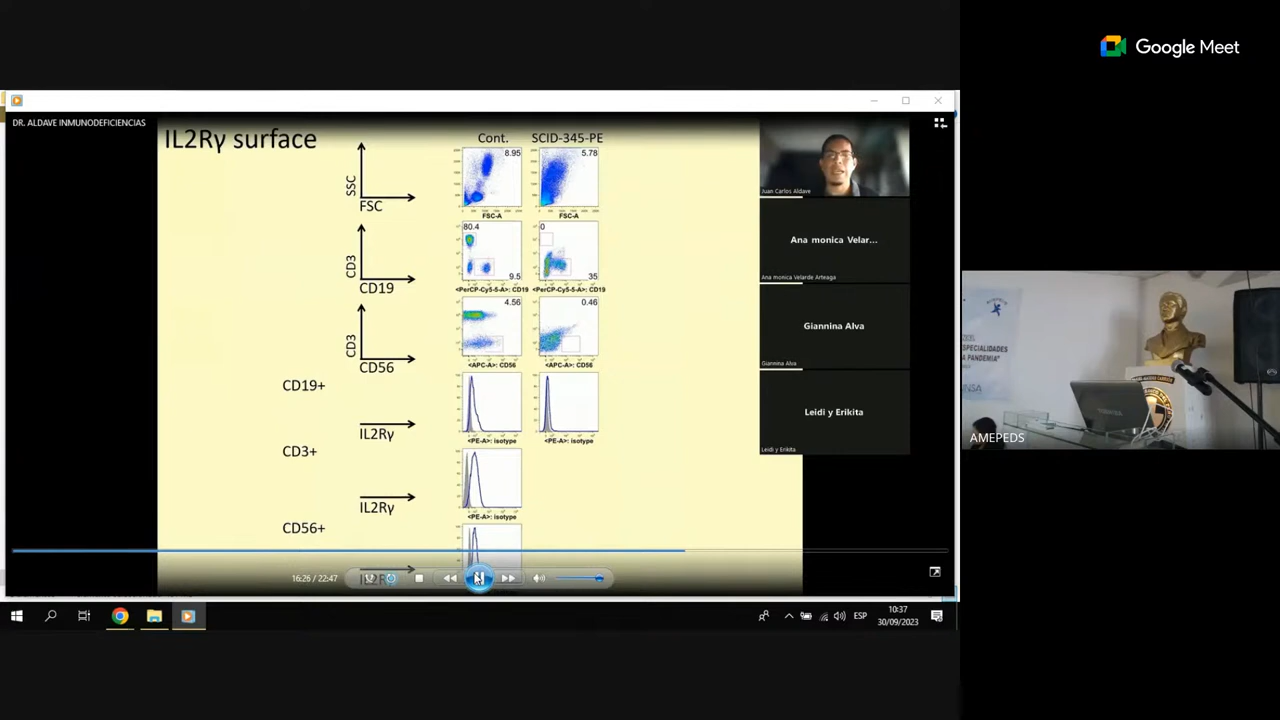 Google Meet
DR. ALDAVE INMUNODEFICIENCIAS
IL2Rγ surface
Cont.
SCID-345-PE
SSC
FSC
8.95
5.78
FSC-A
FSC-A
CD3
CD19
80.4
9.5
0
35
<PerCP-Cy5-5-A>: CD19
<PerCP-Cy5-5-A>: CD19
CD3
CD56
4.56
0.46
<APC-A>: CD56
<APC-A>: CD56
CD19+
IL2Rγ
<PE-A>: isotype
<PE-A>: isotype
CD3+
IL2Rγ
<PE-A>: isotype
CD56+
Juan Carlos Aldave
Ana monica Velar...
Ana monica Velarde Arteaga
Giannina Alva
Giannina Alva
Leidi y Erikita
Leidi y Erikita
16:26 / 22:47
ESP
10:37
30/09/2023
ESPECIALIDADES
PANDEMIA"
TOSHIBA
AMEPEDS